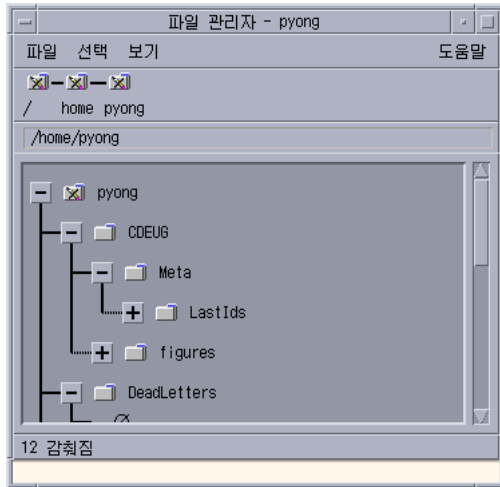 파일 관리자 - pyong
파일 선택 보기 도움말
/ home pyong
/home/pyong
pyong
CDEUG
Meta
LastIds
figures
DeadLetters
12 감춰짐